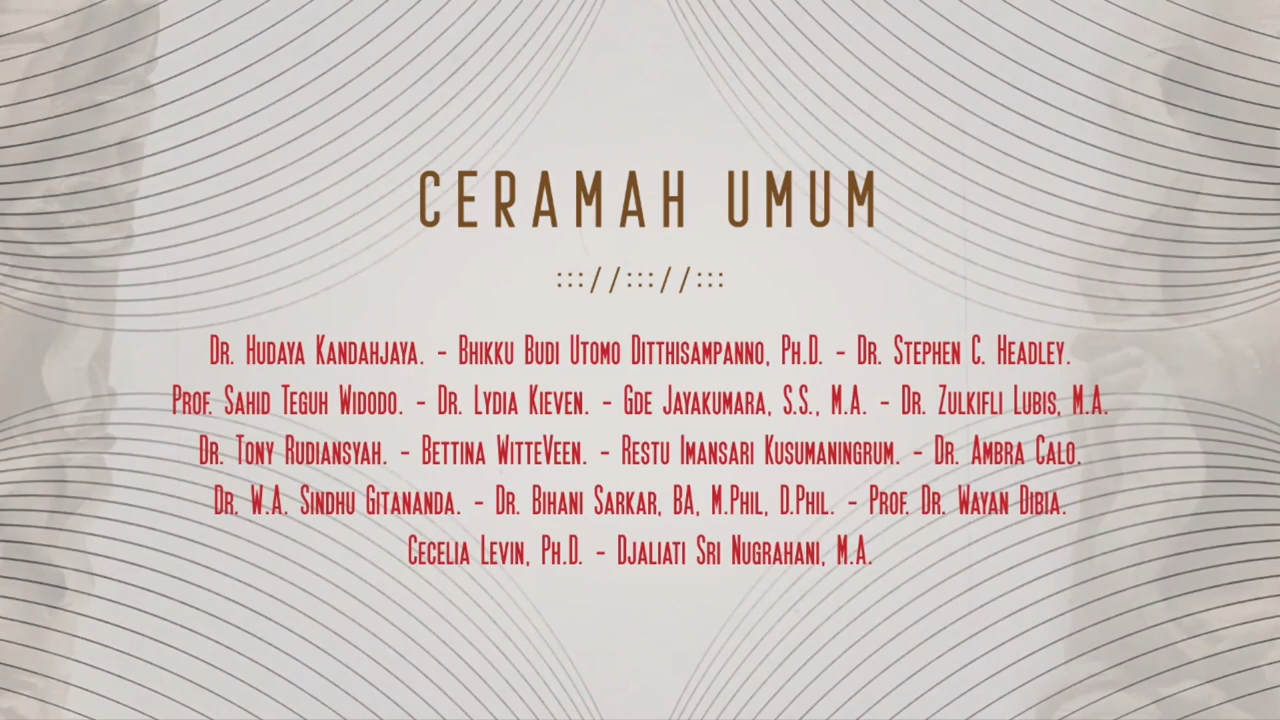 CERAMAH UMUM
::://::://:::
DR. HUDAYA KANDAHJAYA. - BHIKKU BUDI UTOMO DITTHISAMPANNO, PH.D. - DR. STEPHEN C. HEADLEY.
PROF. SAHID TEGUH WIDODO. - DR. LYDIA KIEVEN. - GDE JAYAKUMARA, S.S., M.A. - DR. ZULKIFLI LUBIS, M.A.
DR. TONY RUDIANSYAH. - BETTINA WITTEVEEN. - RESTU IMANSARI KUSUMANINGRUM. - DR. AMBRA CALO.
DR. W.A. SINDHU GITANANDA. - DR. BIHANI SARKAR, BA, M.PHIL, D.PHIL. - PROF. DR. WAYAN DIBIA.
CECELIA LEVIN, PH.D. - DJALIATI SRI NUGRAHANI, M.A.